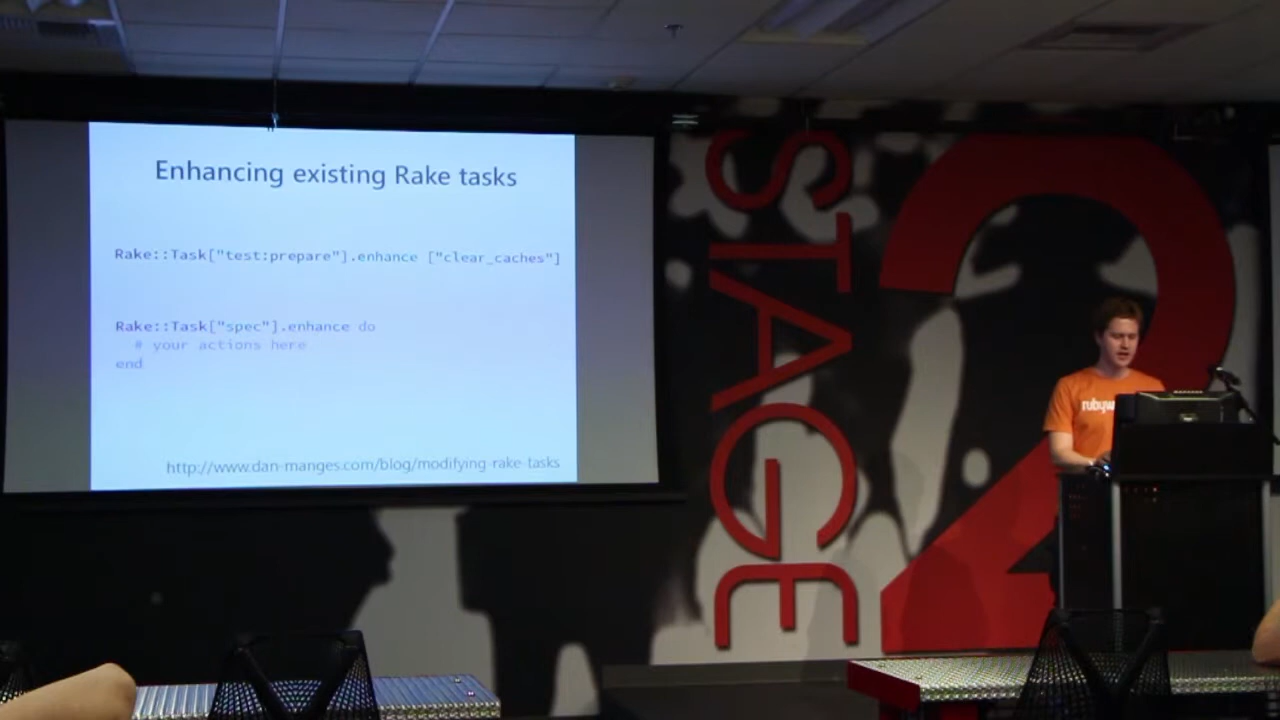 Enhancing existing Rake tasks
Rake::Task["test:prepare"].enhance ["clear_caches"]
Rake::Task["spec"].enhance do
# your actions here
end
http://www.dan-manges.com/blog/modifying-rake-tasks
STAGE
2